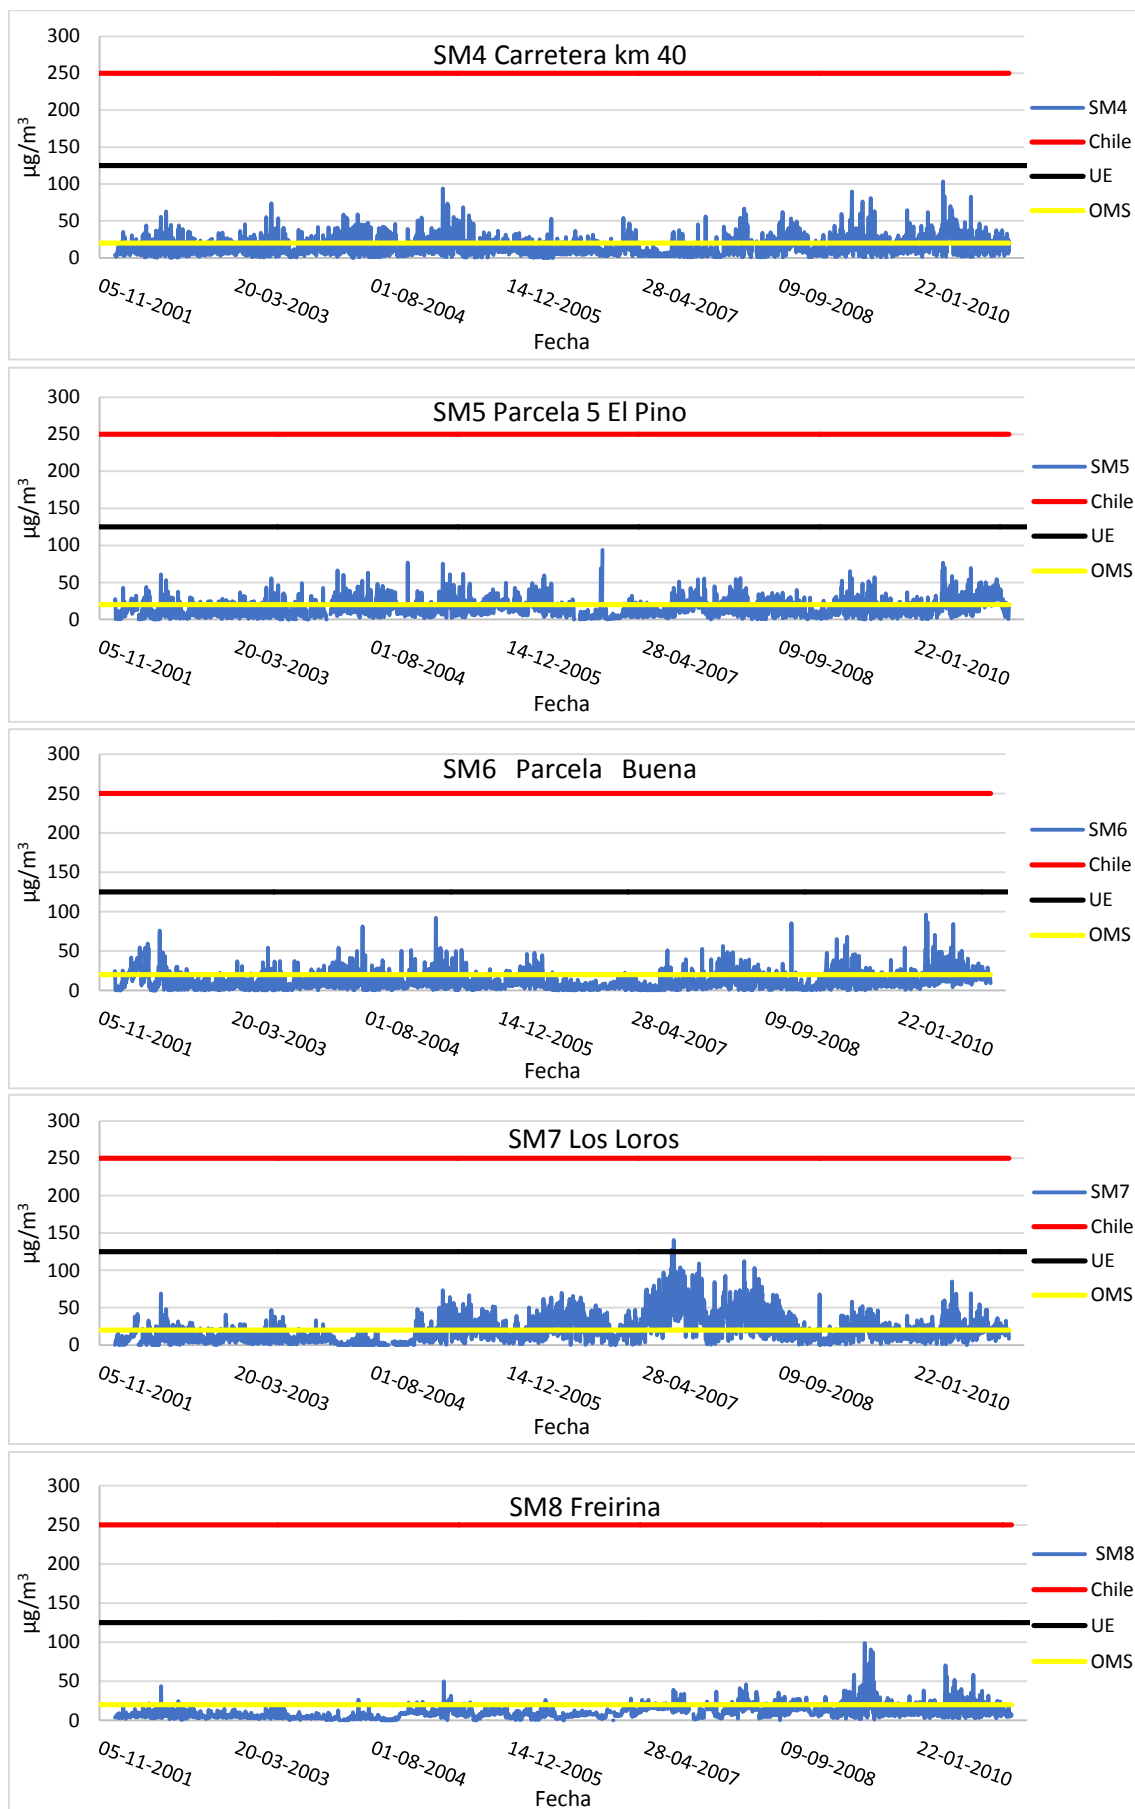 SM4 Carretera km 40
300
250
200
150
100
50
0
µg/m³
05-11-2001
20-03-2003
01-08-2004
14-12-2005
28-04-2007
09-09-2008
22-01-2010
Fecha
SM4
Chile
UE
OMS
SM5 Parcela 5 El Pino
300
250
200
150
100
50
0
µg/m³
05-11-2001
20-03-2003
01-08-2004
14-12-2005
28-04-2007
09-09-2008
22-01-2010
Fecha
SM5
Chile
UE
OMS
SM6 Parcela Buena
300
250
200
150
100
50
0
µg/m³
05-11-2001
20-03-2003
01-08-2004
14-12-2005
28-04-2007
09-09-2008
22-01-2010
Fecha
SM6
Chile
UE
OMS
SM7 Los Loros
300
250
200
150
100
50
0
µg/m³
05-11-2001
20-03-2003
01-08-2004
14-12-2005
28-04-2007
09-09-2008
22-01-2010
Fecha
SM7
Chile
UE
OMS
SM8 Freirina
300
250
200
150
100
50
0
µg/m³
05-11-2001
20-03-2003
01-08-2004
14-12-2005
28-04-2007
09-09-2008
22-01-2010
Fecha
SM8
Chile
UE
OMS